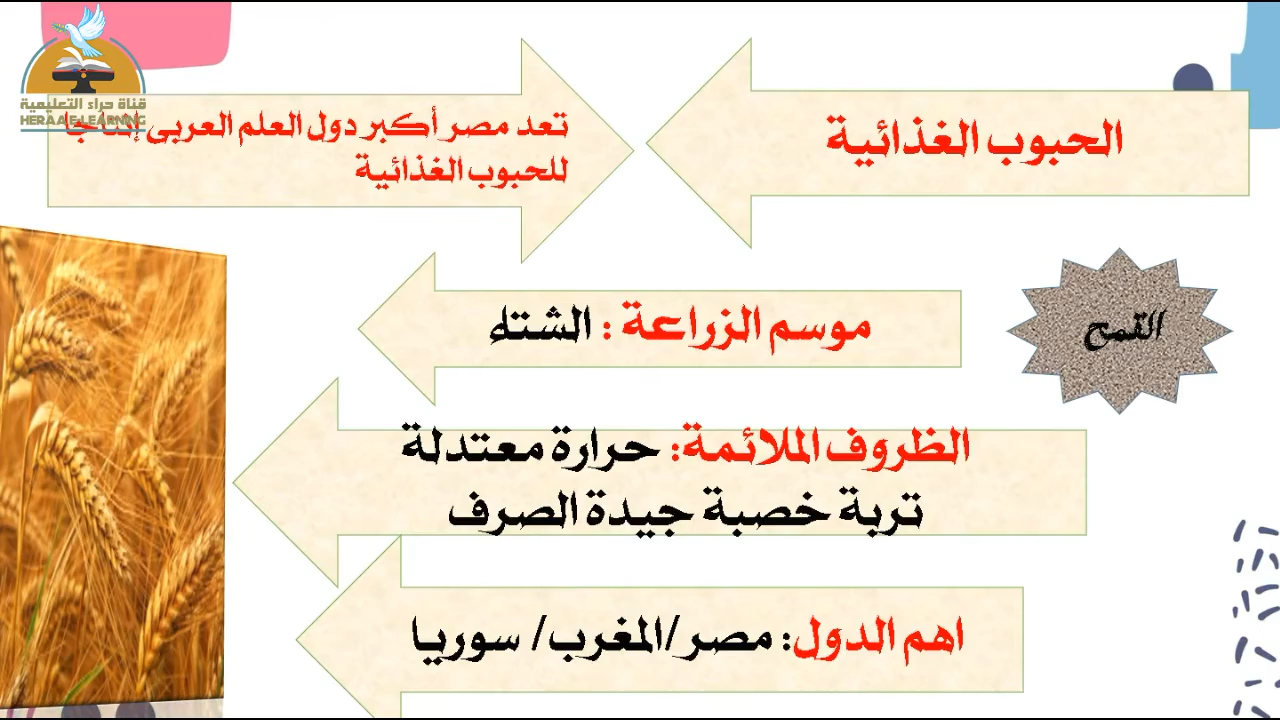 قناة حراء التعليمية
HERAA E-LEARNING
الحبوب الغذائية
تعد مصر أكبر دول العلم العربى إنتاجا
للحبوب الغذائية
القمح
موسم الزراعة : الشتاء
الظروف الملائمة: حرارة معتدلة
تربة خصبة جيدة الصرف
اهم الدول: مصر/المغرب/ سوريا